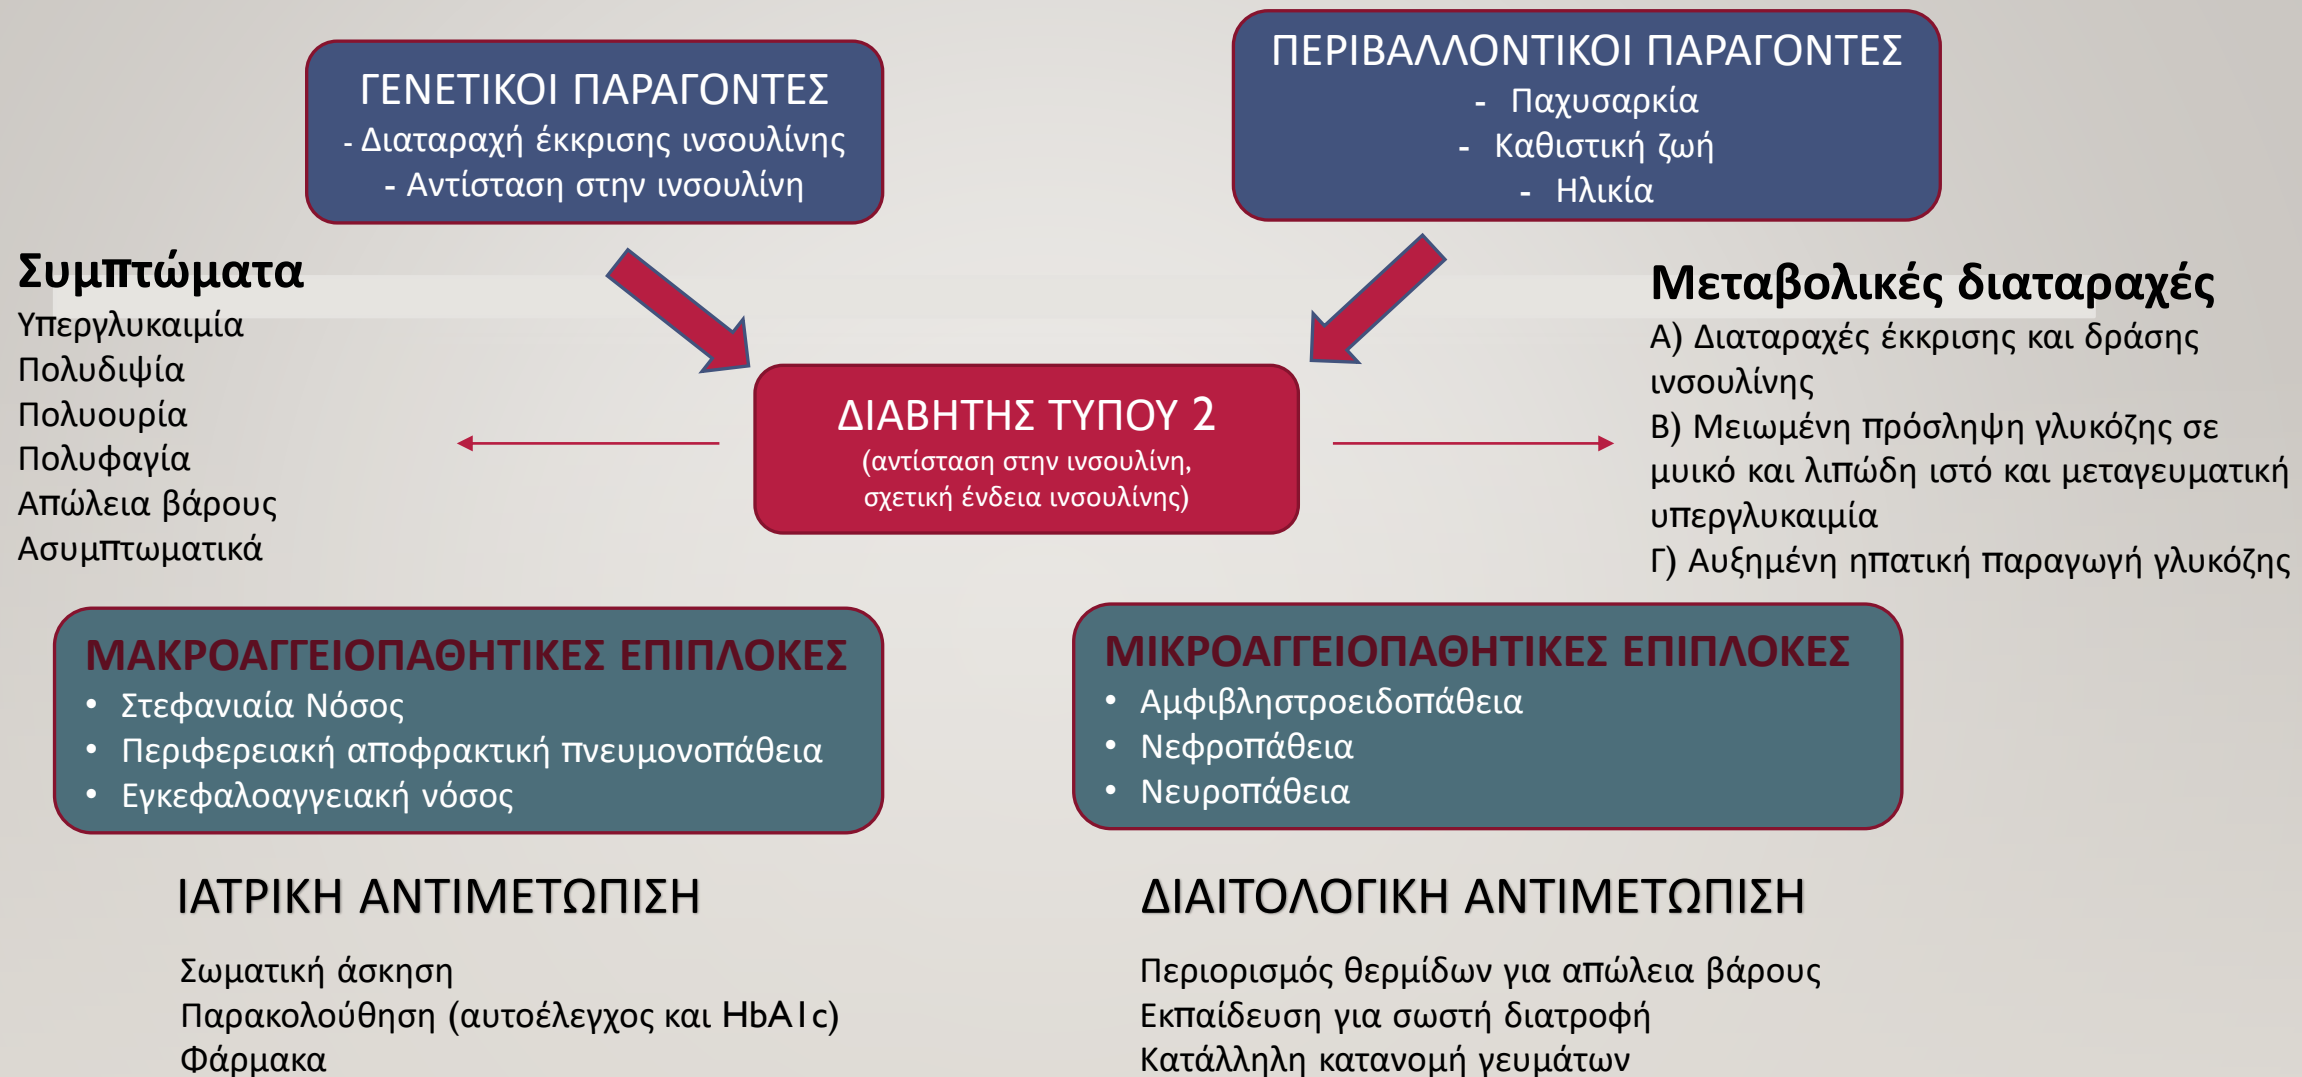 ΓΕΝΕΤΙΚΟΙ ΠΑΡΑΓΟΝΤΕΣ
- Διαταραχή έκκρισης ινσουλίνης
- Αντίσταση στην ινσουλίνη
ΠΕΡΙΒΑΛΛΟΝΤΙΚΟΙ ΠΑΡΑΓΟΝΤΕΣ
- Παχυσαρκία
- Καθιστική ζωή
- Ηλικία
Συμπτώματα
Υπεργλυκαιμία
Πολυδιψία
Πολυουρία
Πολυφαγία
Απώλεια βάρους
Ασυμπτωματικά
ΔΙΑΒΗΤΗΣ ΤΥΠΟΥ 2
(αντίσταση στην ινσουλίνη,
σχετική ένδεια ινσουλίνης)
Μεταβολικές διαταραχές
Α) Διαταραχές έκκρισης και δράσης
ινσουλίνης
Β) Μειωμένη πρόσληψη γλυκόζης σε
μυικό και λιπώδη ιστό και μεταγευματική
υπεργλυκαιμία
Γ) Αυξημένη ηπατική παραγωγή γλυκόζης
ΜΑΚΡΟΑΓΓΕΙΟΠΑΘΗΤΙΚΕΣ ΕΠΙΠΛΟΚΕΣ
• Στεφανιαία Νόσος
• Περιφερειακή αποφρακτική πνευμονοπάθεια
• Εγκεφαλοαγγειακή νόσος
ΜΙΚΡΟΑΓΓΕΙΟΠΑΘΗΤΙΚΕΣ ΕΠΙΠΛΟΚΕΣ
• Αμφιβληστροειδοπάθεια
• Νεφροπάθεια
• Νευροπάθεια
ΙΑΤΡΙΚΗ ΑΝΤΙΜΕΤΩΠΙΣΗ
Σωματική άσκηση
Παρακολούθηση (αυτοέλεγχος και HbA1c)
Φάρμακα
ΔΙΑΙΤΟΛΟΓΙΚΗ ΑΝΤΙΜΕΤΩΠΙΣΗ
Περιορισμός θερμίδων για απώλεια βάρους
Εκπαίδευση για σωστή διατροφή
Κατάλληλη κατανομή γευμάτων